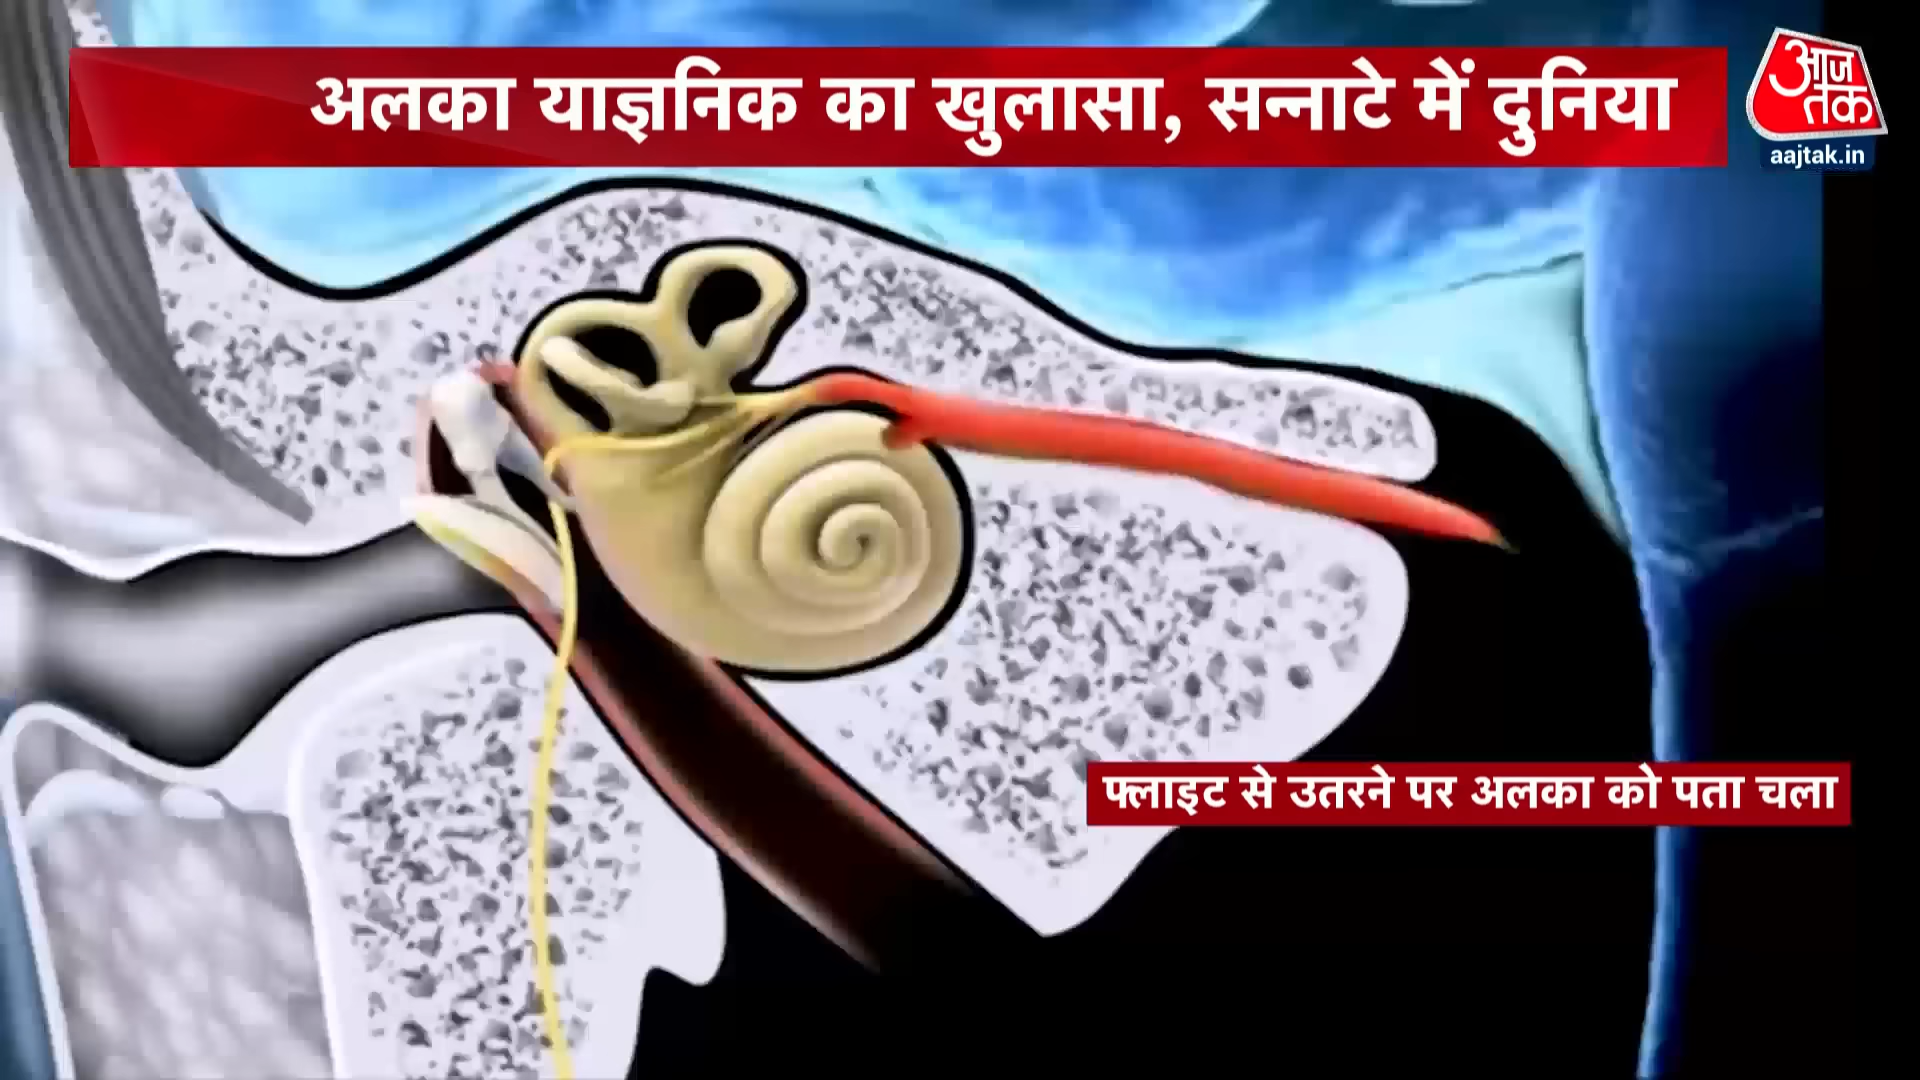 अलका याज्ञनिक का खुलासा, सन्नाटे में दुनिया
आज
तक
aajtak.in
फ्लाइट से उतरने पर अलका को पता चला